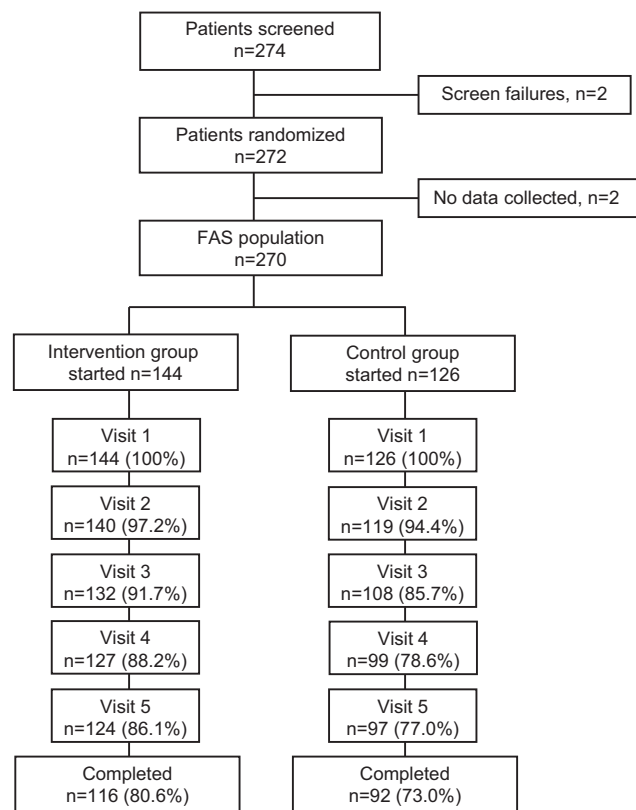 Patients screened
n=274
Screen failures, n=2
Patients randomized
n=272
No data collected, n=2
FAS population
n=270
Intervention group
started n=144
Visit 1
n=144 (100%)
Visit 2
n=140 (97.2%)
Visit 3
n=132 (91.7%)
Visit 4
n=127 (88.2%)
Visit 5
n=124 (86.1%)
Completed
n=116 (80.6%)
Control group
started n=126
Visit 1
n=126 (100%)
Visit 2
n=119 (94.4%)
Visit 3
n=108 (85.7%)
Visit 4
n=99 (78.6%)
Visit 5
n=97 (77.0%)
Completed
n=92 (73.0%)